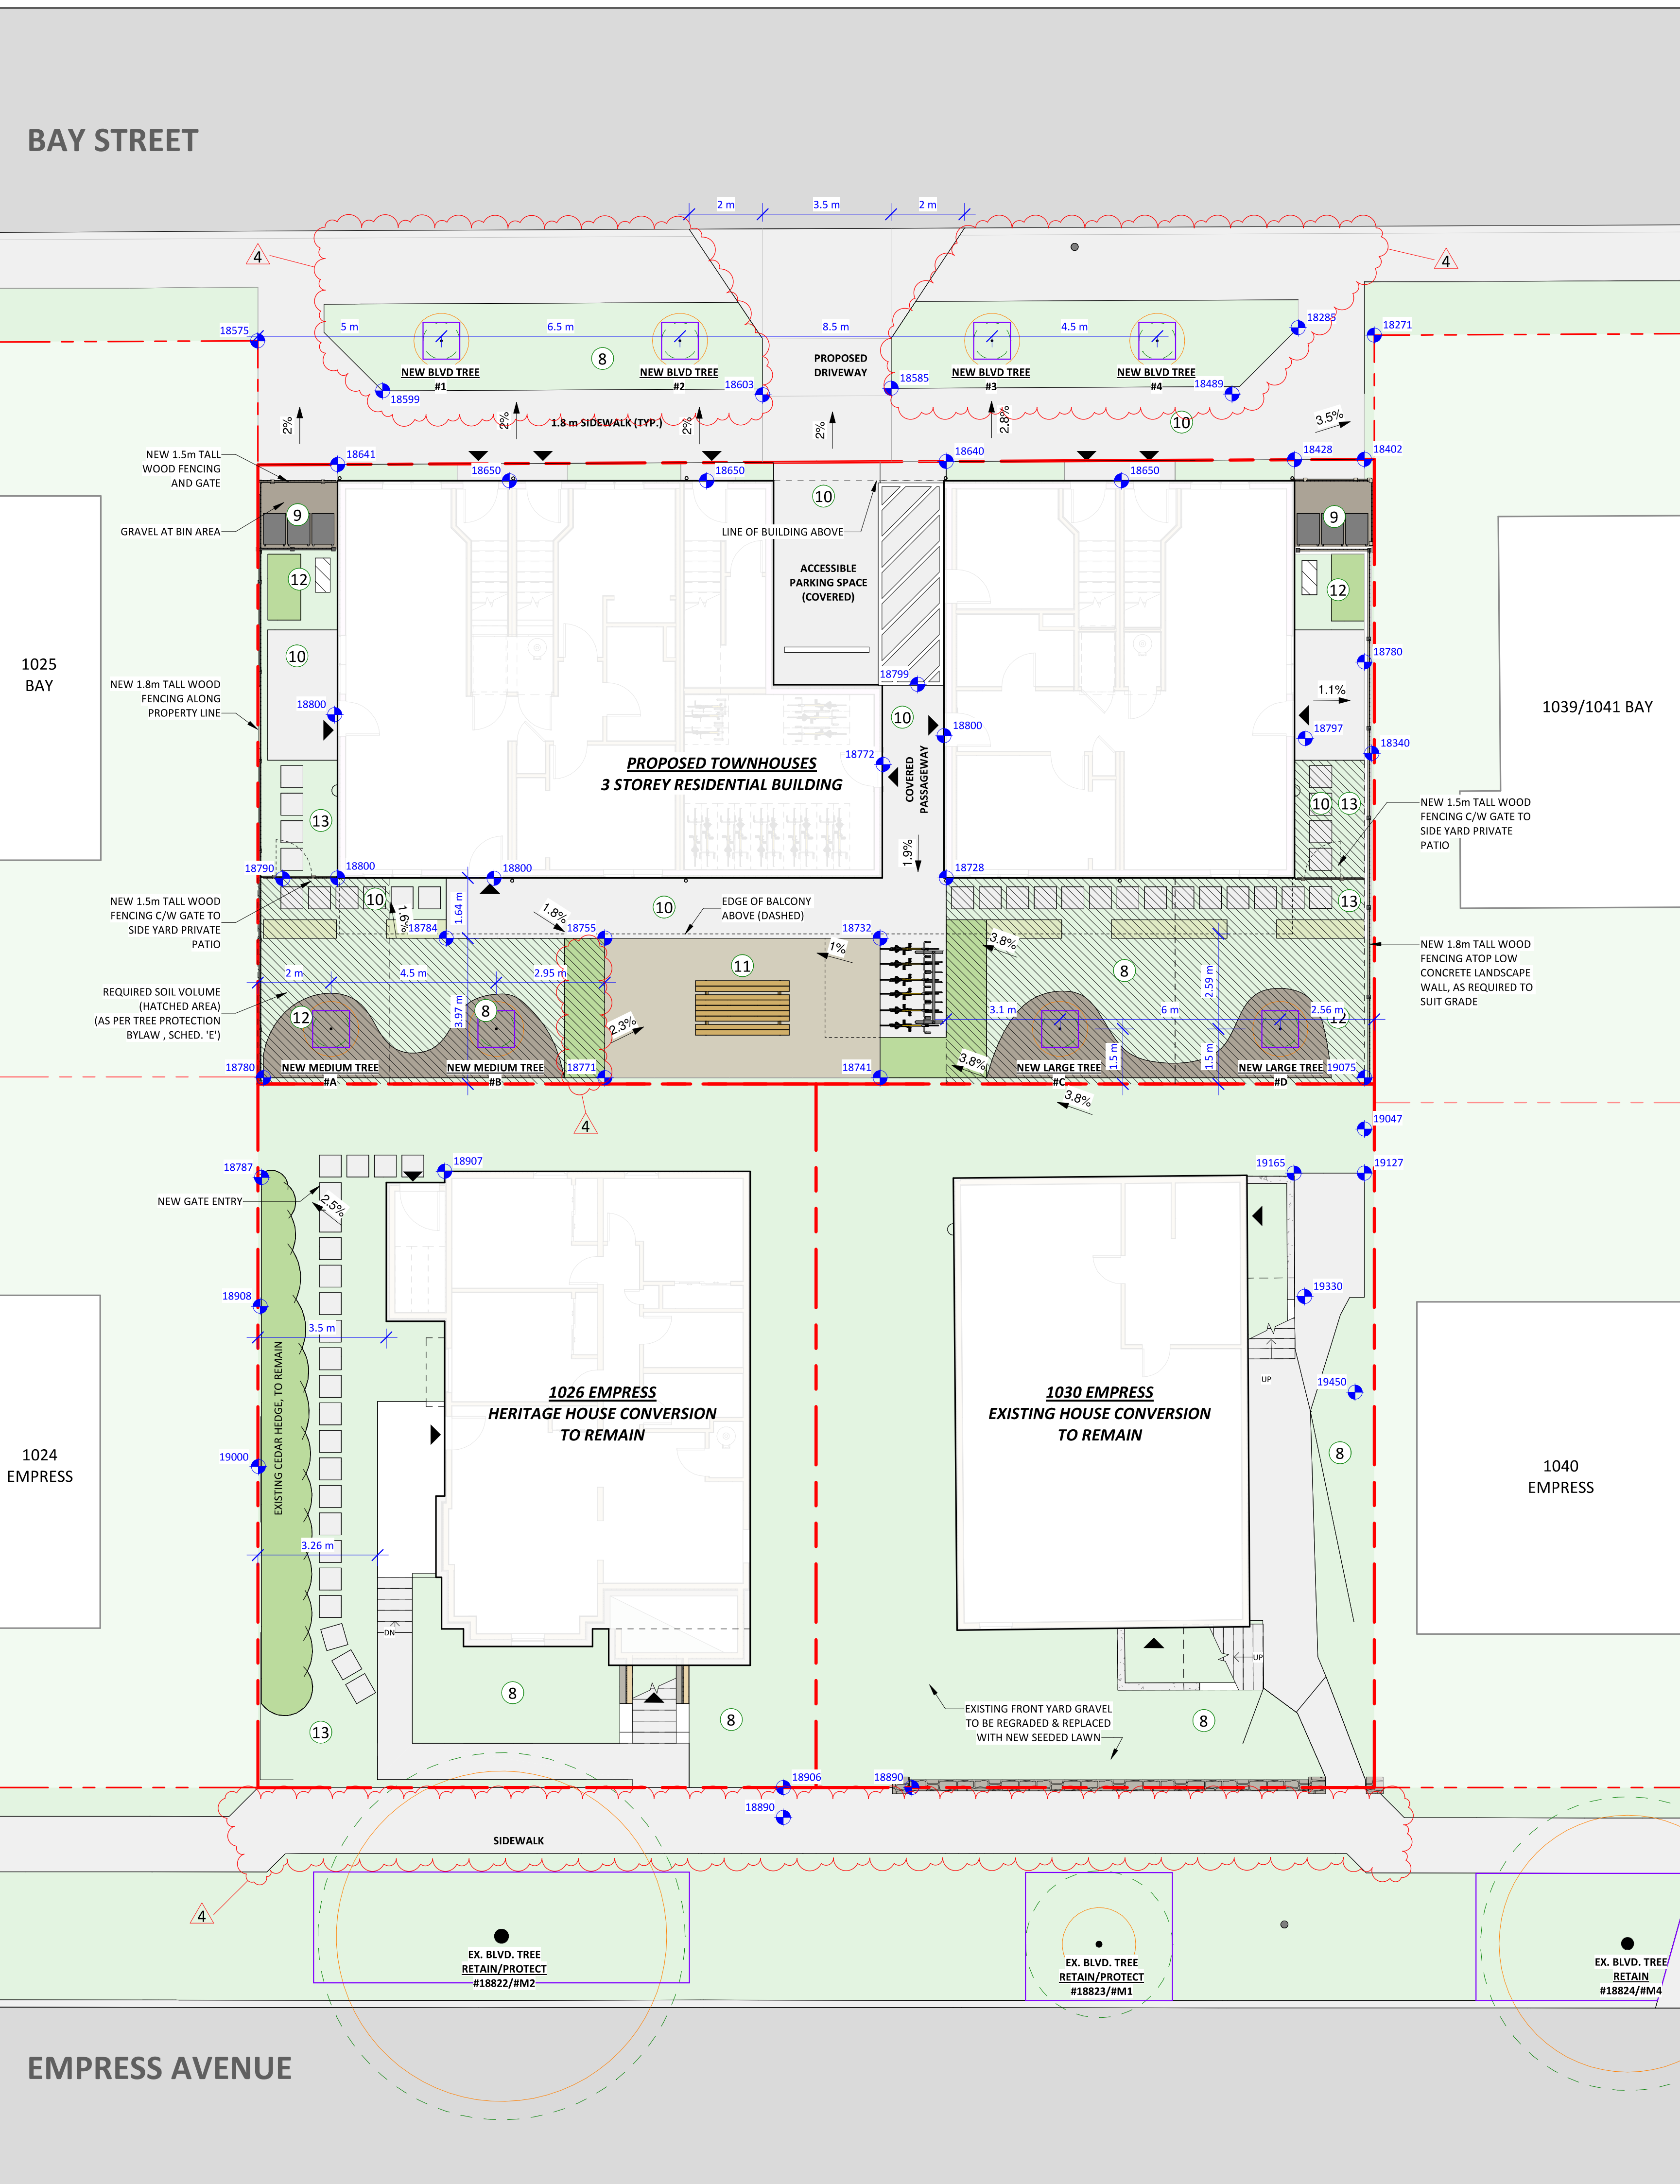 BAY STREET
2 m
3.5 m
2 m
4
4
18575
5 m
6.5 m
8.5 m
4.5 m
18285
18271
8
PROPOSED
DRIVEWAY
NEW BLVD TREE
#1
NEW BLVD TREE
#2
NEW BLVD TREE
#3
NEW BLVD TREE
#4
18599
18603
18585
18489
2%
2%
1.8 m SIDEWALK (TYP.)
2%
2%
2.8%
10
3.5%
NEW 1.5m TALL
WOOD FENCING
AND GATE
18641
18650
18650
18640
18650
18428
18402
GRAVEL AT BIN AREA
9
10
LINE OF BUILDING ABOVE
9
12
ACCESSIBLE
PARKING SPACE
(COVERED)
12
1025
BAY
10
NEW 1.8m TALL WOOD
FENCING ALONG
PROPERTY LINE
18800
18799
10
18800
18772
COVERED
PASSAGEWAY
18780
1.1%
18797
18340
1039/1041 BAY
PROPOSED TOWNHOUSES
3 STOREY RESIDENTIAL BUILDING
13
10
13
NEW 1.5m TALL WOOD
FENCING C/W GATE TO
SIDE YARD PRIVATE
PATIO
1.9%
18790
18800
18800
18728
NEW 1.5m TALL WOOD
FENCING C/W GATE TO
SIDE YARD PRIVATE
PATIO
10
1.6%
18784
1.64 m
1.8%
18755
10
EDGE OF BALCONY
ABOVE (DASHED)
18732
1%
3.8%
13
NEW 1.8m TALL WOOD
FENCING ATOP LOW
CONCRETE LANDSCAPE
WALL, AS REQUIRED TO
SUIT GRADE
2 m
4.5 m
2.95 m
11
8
2.59 m
REQUIRED SOIL VOLUME
(HATCHED AREA)
(AS PER TREE PROTECTION
BYLAW , SCHED. 'E')
12
8
3.97 m
2.3%
3.1 m
6 m
2.56 m
12
1.5 m
1.5 m
18780
NEW MEDIUM TREE
#A
NEW MEDIUM TREE
#B
18771
18741
3.8%
NEW LARGE TREE
#C
NEW LARGE TREE
#D
19075
3.8%
4
19047
18787
18907
19165
19127
NEW GATE ENTRY
2.5%
18908
3.5 m
19330
EXISTING CEDAR HEDGE, TO REMAIN
UP
19450
1026 EMPRESS
HERITAGE HOUSE CONVERSION
TO REMAIN
1030 EMPRESS
EXISTING HOUSE CONVERSION
TO REMAIN
8
1024
EMPRESS
19000
1040
EMPRESS
3.26 m
DN
UP
8
8
13
EXISTING FRONT YARD GRAVEL
TO BE REGRADED & REPLACED
WITH NEW SEEDED LAWN
8
18906
18890
18890
SIDEWALK
4
EX. BLVD. TREE
RETAIN/PROTECT
#18822/#M2
EX. BLVD. TREE
RETAIN/PROTECT
#18823/#M1
EX. BLVD. TREE
RETAIN
#18824/#M4
EMPRESS AVENUE